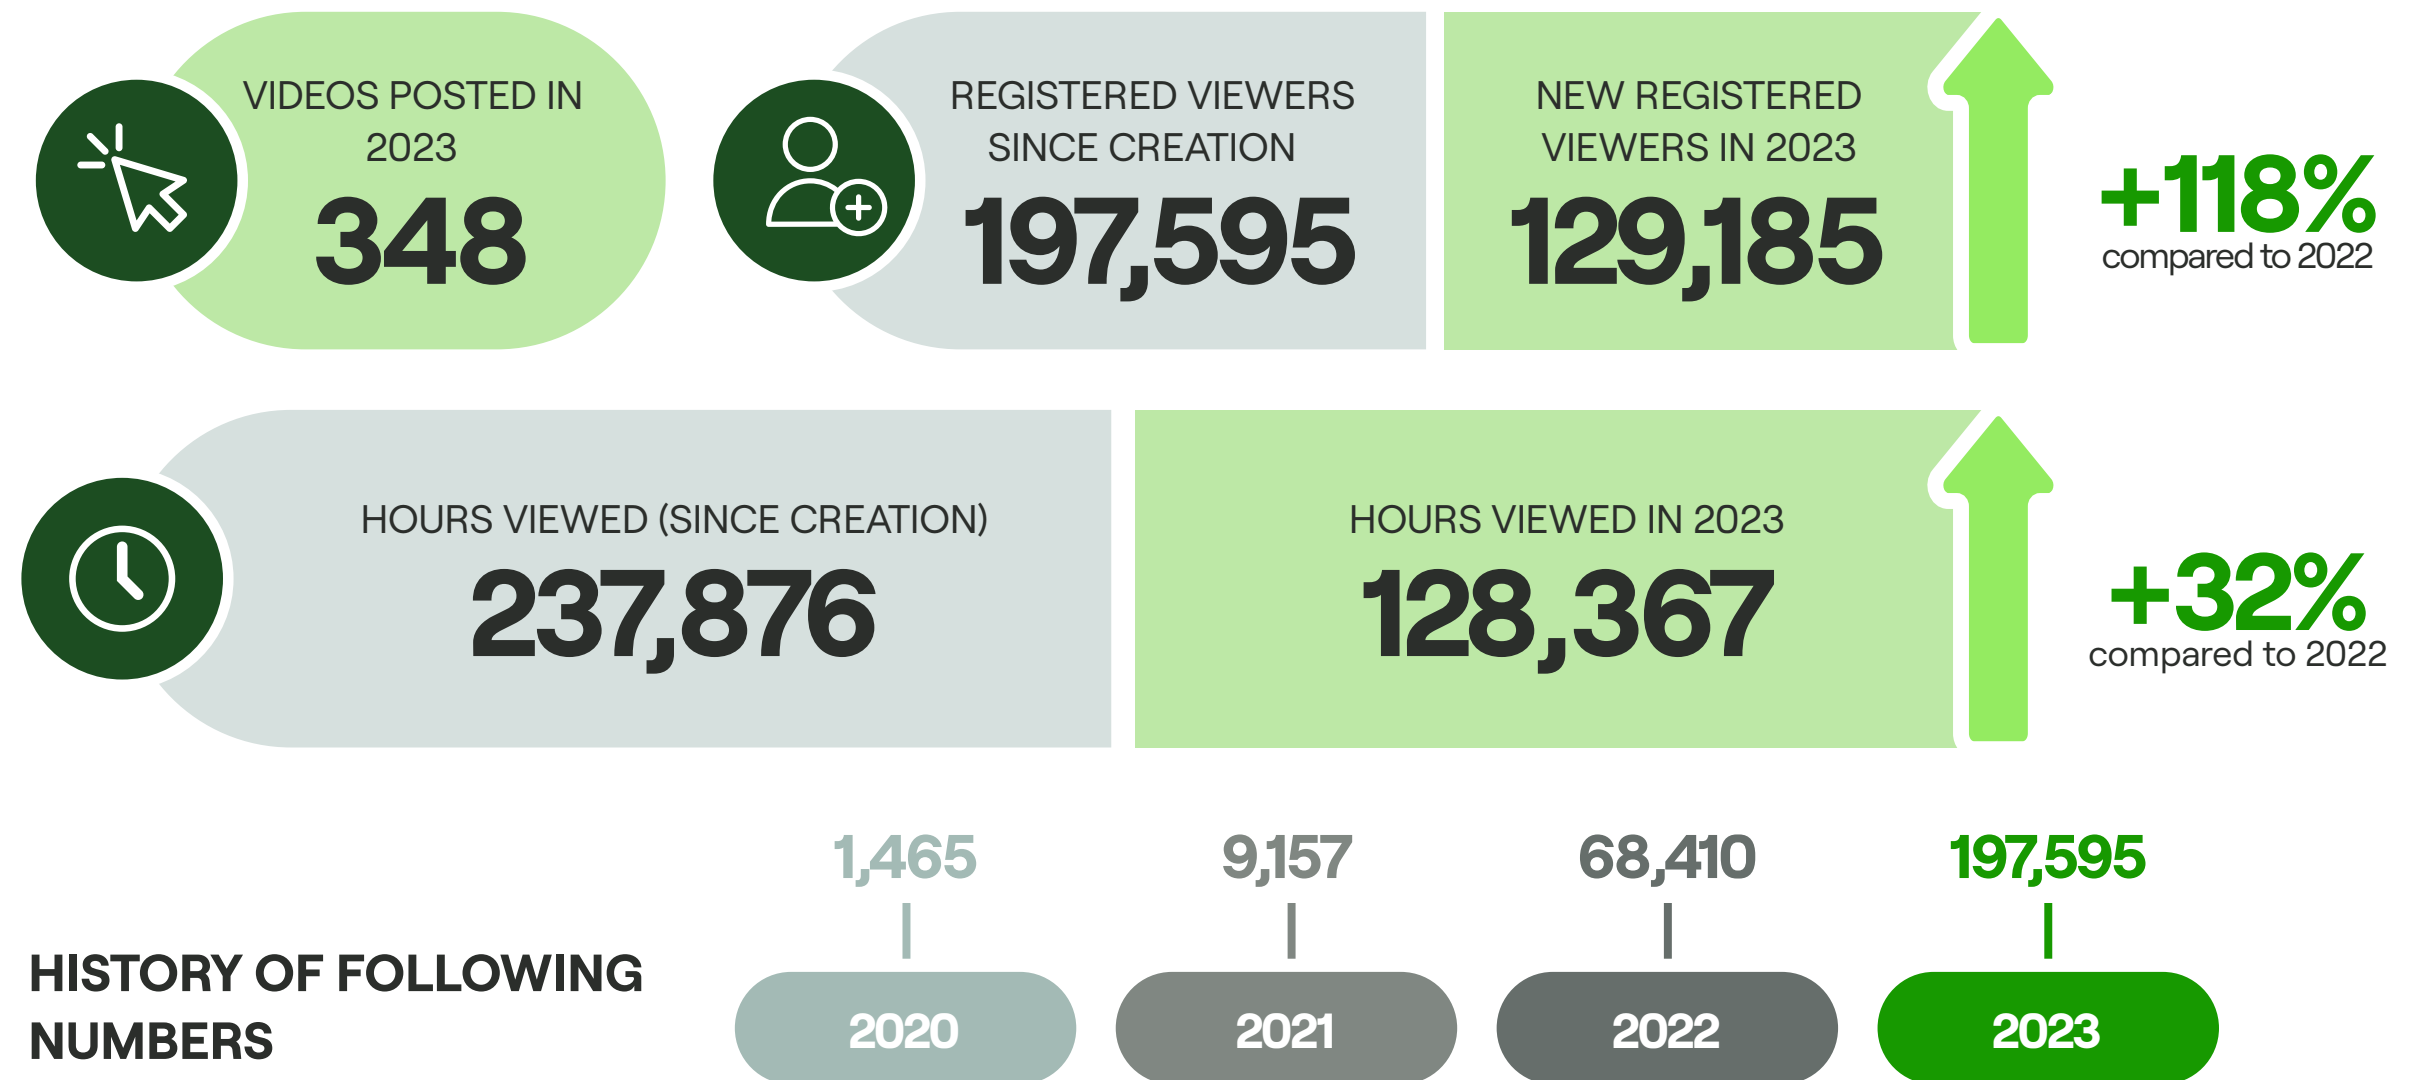 VIDEOS POSTED IN
2023
348
REGISTERED VIEWERS
SINCE CREATION
197,595
NEW REGISTERED
VIEWERS IN 2023
129,185
+118%
compared to 2022
HOURS VIEWED (SINCE CREATION)
237,876
HOURS VIEWED IN 2023
128,367
+32%
compared to 2022
HISTORY OF FOLLOWING
NUMBERS
1,465
2020
9,157
2021
68,410
2022
197,595
2023